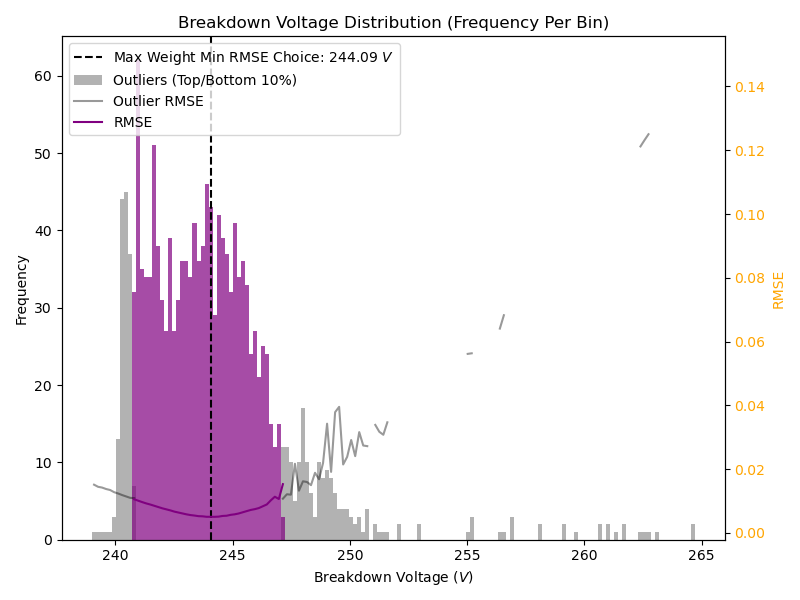 Breakdown Voltage Distribution (Frequency Per Bin)
Max Weight Min RMSE Choice: 244.09 V
Outliers (Top/Bottom 10%)
Outlier RMSE
RMSE
Frequency
60
50
40
30
20
10
0
0.14
0.12
0.10
0.08
0.06
0.04
0.02
0.00
RMSE
240
245
250
255
260
265
Breakdown Voltage (V)